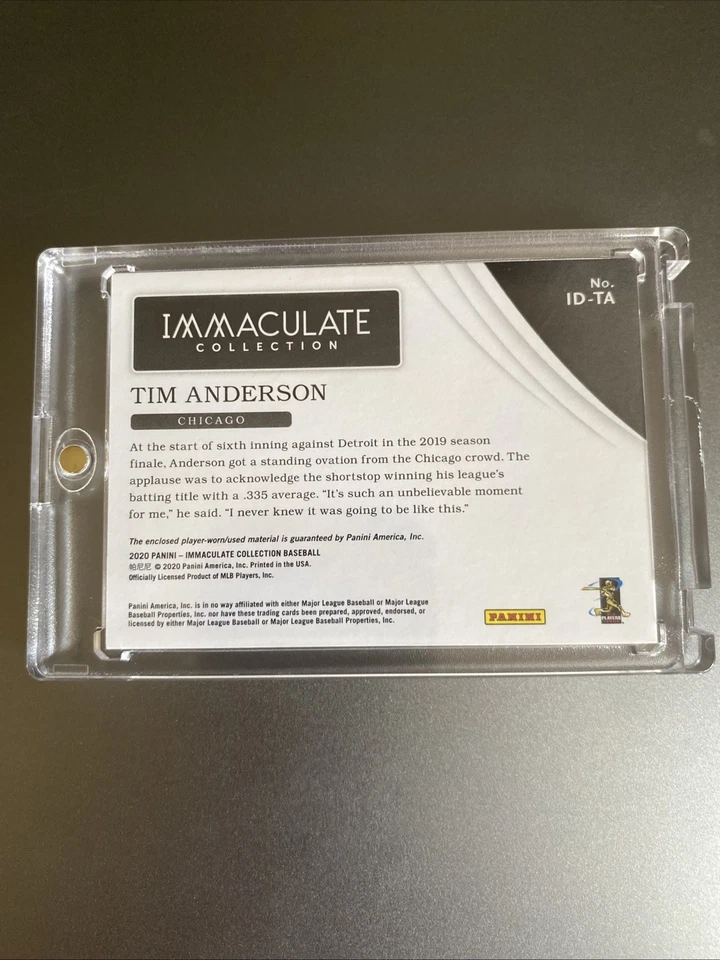 IMMACULATE
COLLECTION
No.
ID-TA
TIM ANDERSON
CHICAGO
At the start of sixth inning against Detroit in the 2019 season
finale, Anderson got a standing ovation from the Chicago crowd. The
applause was to acknowledge the shortstop winning his league's
batting title with a .335 average. "It's such an unbelievable moment
for me," he said. "I never knew it was going to be like this."
The enclosed player-worn/used material is guaranteed by Panini America, Inc.
2020 PANINI – IMMACULATE COLLECTION BASEBALL
帕尼尼 © 2020 Panini America, Inc. Printed in the USA.
Officially Licensed Product of MLB Players, Inc.
Panini America, Inc. is in no way affiliated with either Major League Baseball or Major League
Baseball Properties, Inc. nor have these trading cards been prepared, approved, endorsed, or
licensed by either Major League Baseball or Major League Baseball Properties, Inc.
PANINI
PLAYERS